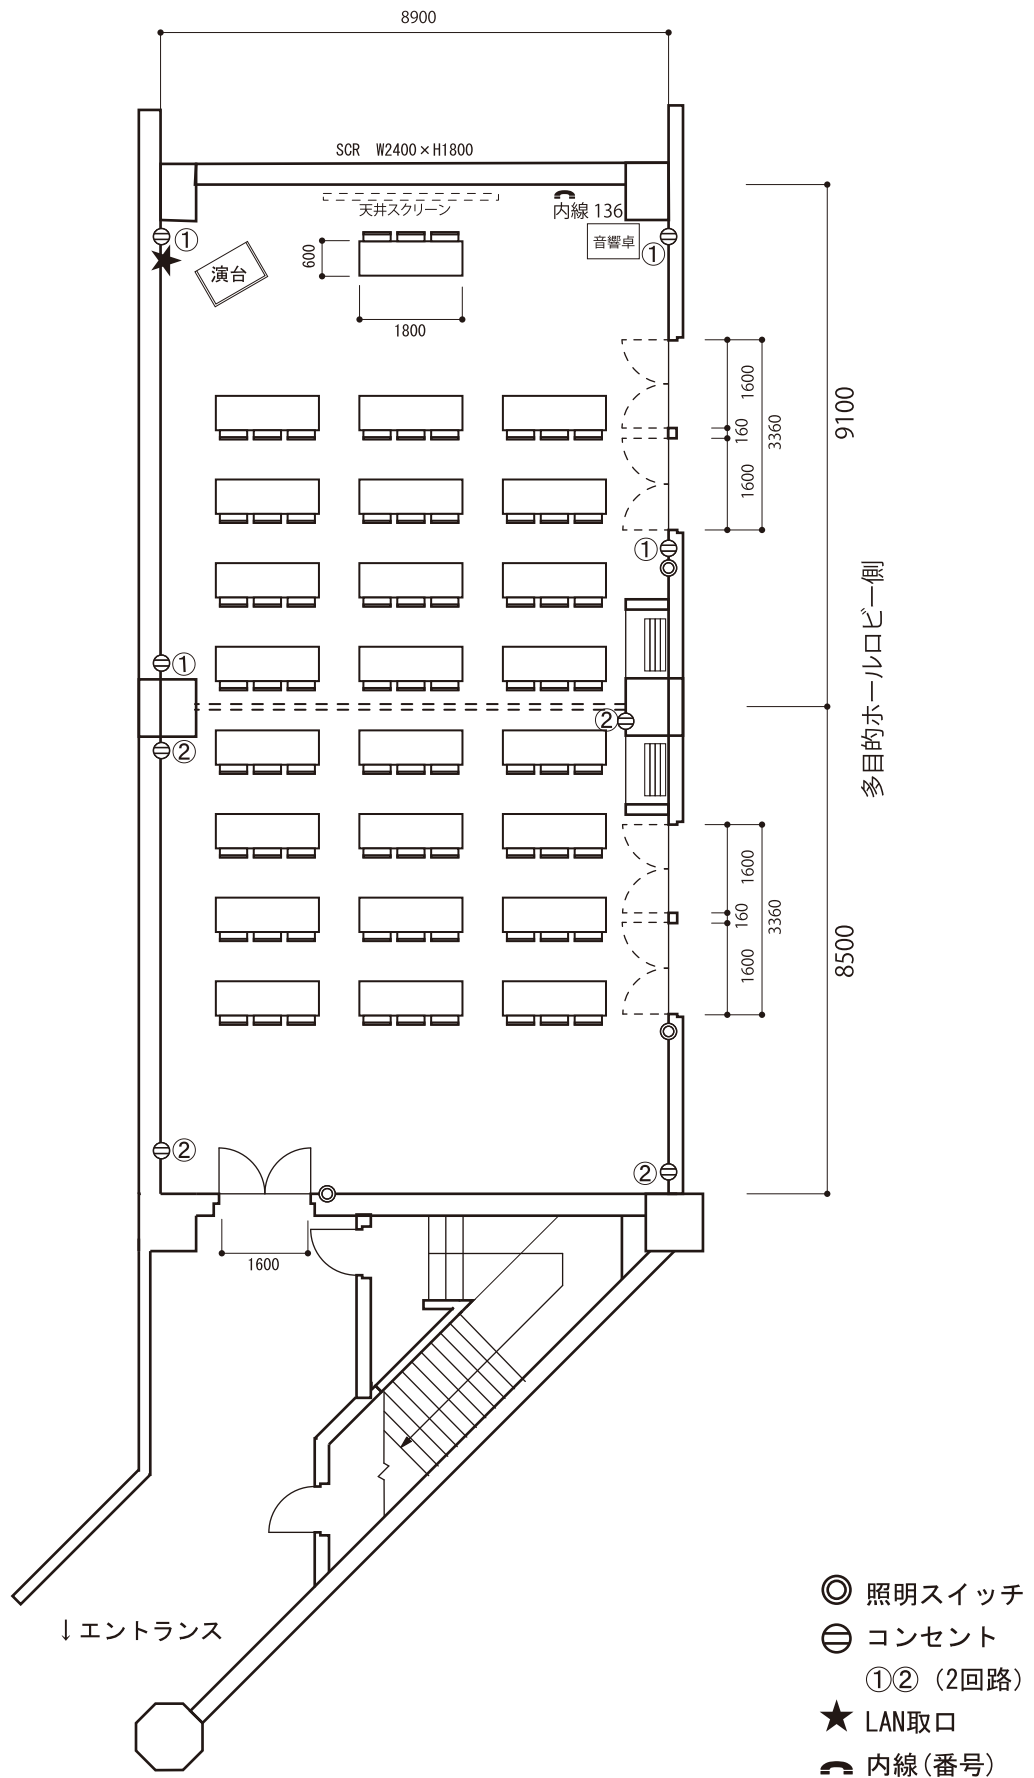 8900
SCR W2400×H1800
天井スクリーン
内線 136
音響卓
①
①
演台
600
1800
1600
160
1600
3360
9100
①
①
②
②
多目的ホールロビー側
1600
160
1600
3360
8500
②
②
1600
↓エントランス
照明スイッチ
コンセント
①②（2回路）
LAN取口
内線（番号）